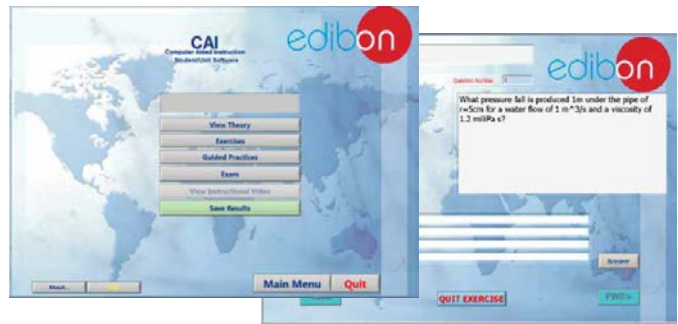 CAI
Computer Aided Instruction
Student/Unit Software
edibon
View Theory
Exercises
Guided Practices
Exam
View Instructional Video
Save Results
About...
Main Menu
Quit
edibon
Question Number
What pressure fall is produced 1m under the pipe of
r=5cm for a water flow of 1 m^3/s and a viscosity of
1.2 miliPa s?
Answer
QUIT EXERCISE
FWD>